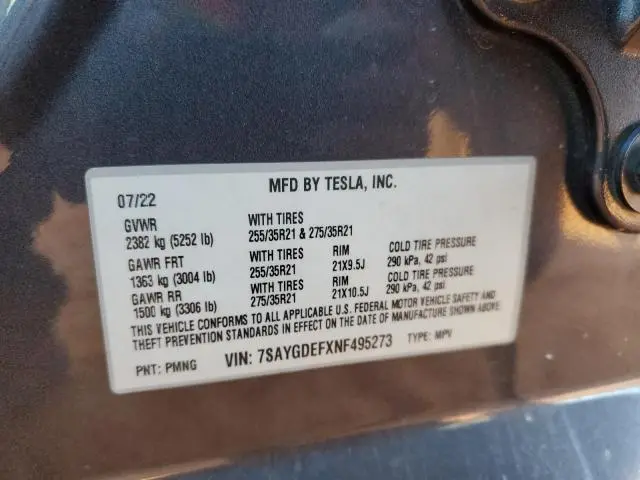 MFD BY TESLA, INC.
07/22
GVWR WITH TIRES
2382 kg (5252 lb) 255/35R21 & 275/35R21
GAWR FRT WITH TIRES RIM COLD TIRE PRESSURE
1363 kg (3004 lb) 255/35R21 21X9.5J 290 kPa, 42 psi
GAWR RR WITH TIRES RIM COLD TIRE PRESSURE
1500 kg (3306 lb) 275/35R21 21X10.5J 290 kPa, 42 psi
THIS VEHICLE CONFORMS TO ALL APPLICABLE U.S. FEDERAL MOTOR VEHICLE SAFETY AND
THEFT PREVENTION STANDARDS IN EFFECT ON THE DATE OF MANUFACTURE SHOWN ABOVE.
PNT: PMNG VIN: 7SAYGDEFXNF495273 TYPE: MPV